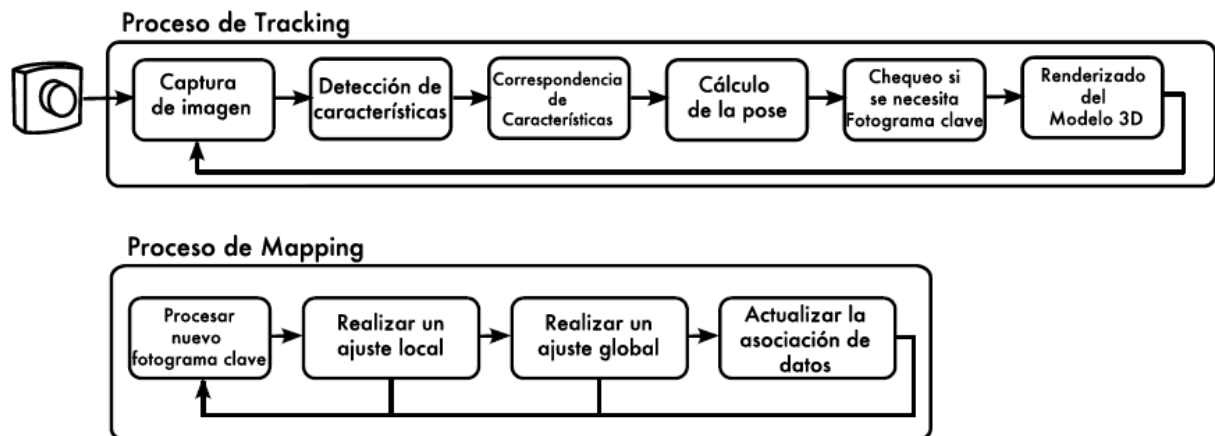 Proceso de Tracking
Captura
de imagen
Detección de
características
Correspondencia
de
Características
Cálculo
de la pose
Chequeo si
se necesita
Fotograma clave
Renderizado
del
Modelo 3D
Proceso de Mapping
Procesar
nuevo
fotograma clave
Realizar un
ajuste local
Realizar un
ajuste global
Actualizar la
asociación de
datos